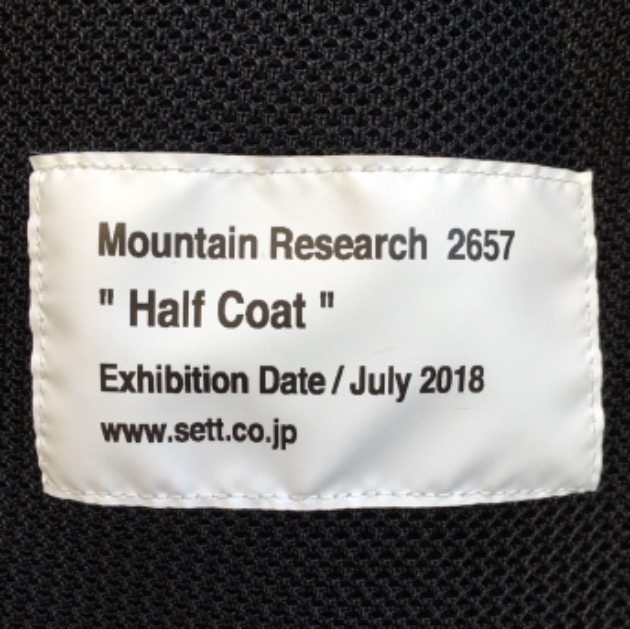 Mountain Research 2657
" Half Coat "
Exhibition Date / July 2018
www.sett.co.jp